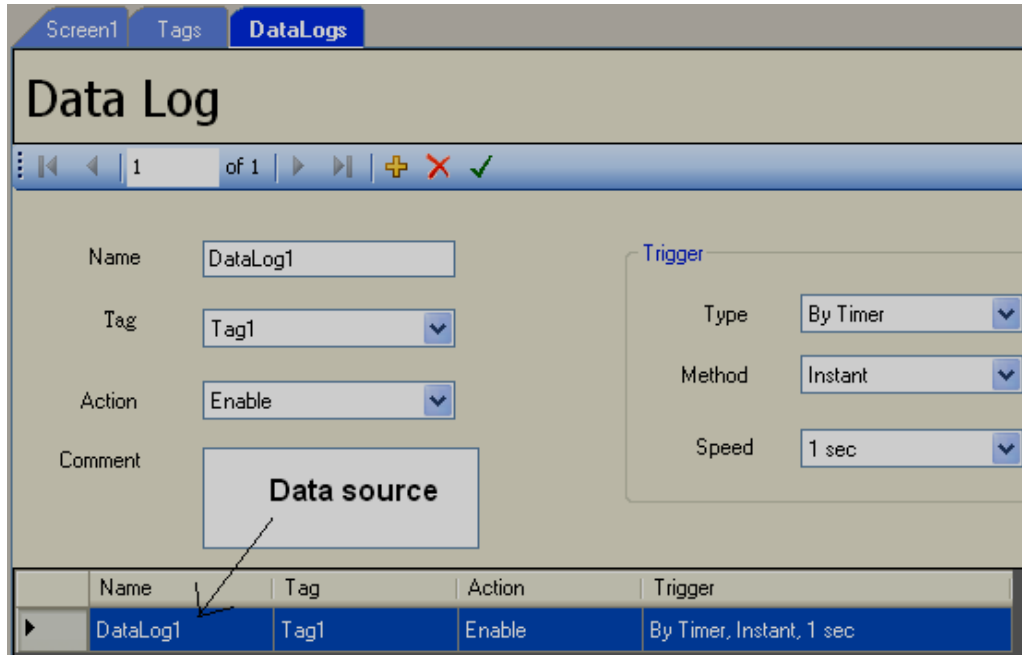 Screen1 Tags DataLogs
Data Log
1 of 1
Name DataLog1
Trigger
Tag Tag1
Type By Timer
Method Instant
Action Enable
Speed 1 sec
Comment
Data source
Name Tag Action Trigger
DataLog1 Tag1 Enable By Timer, Instant, 1 sec